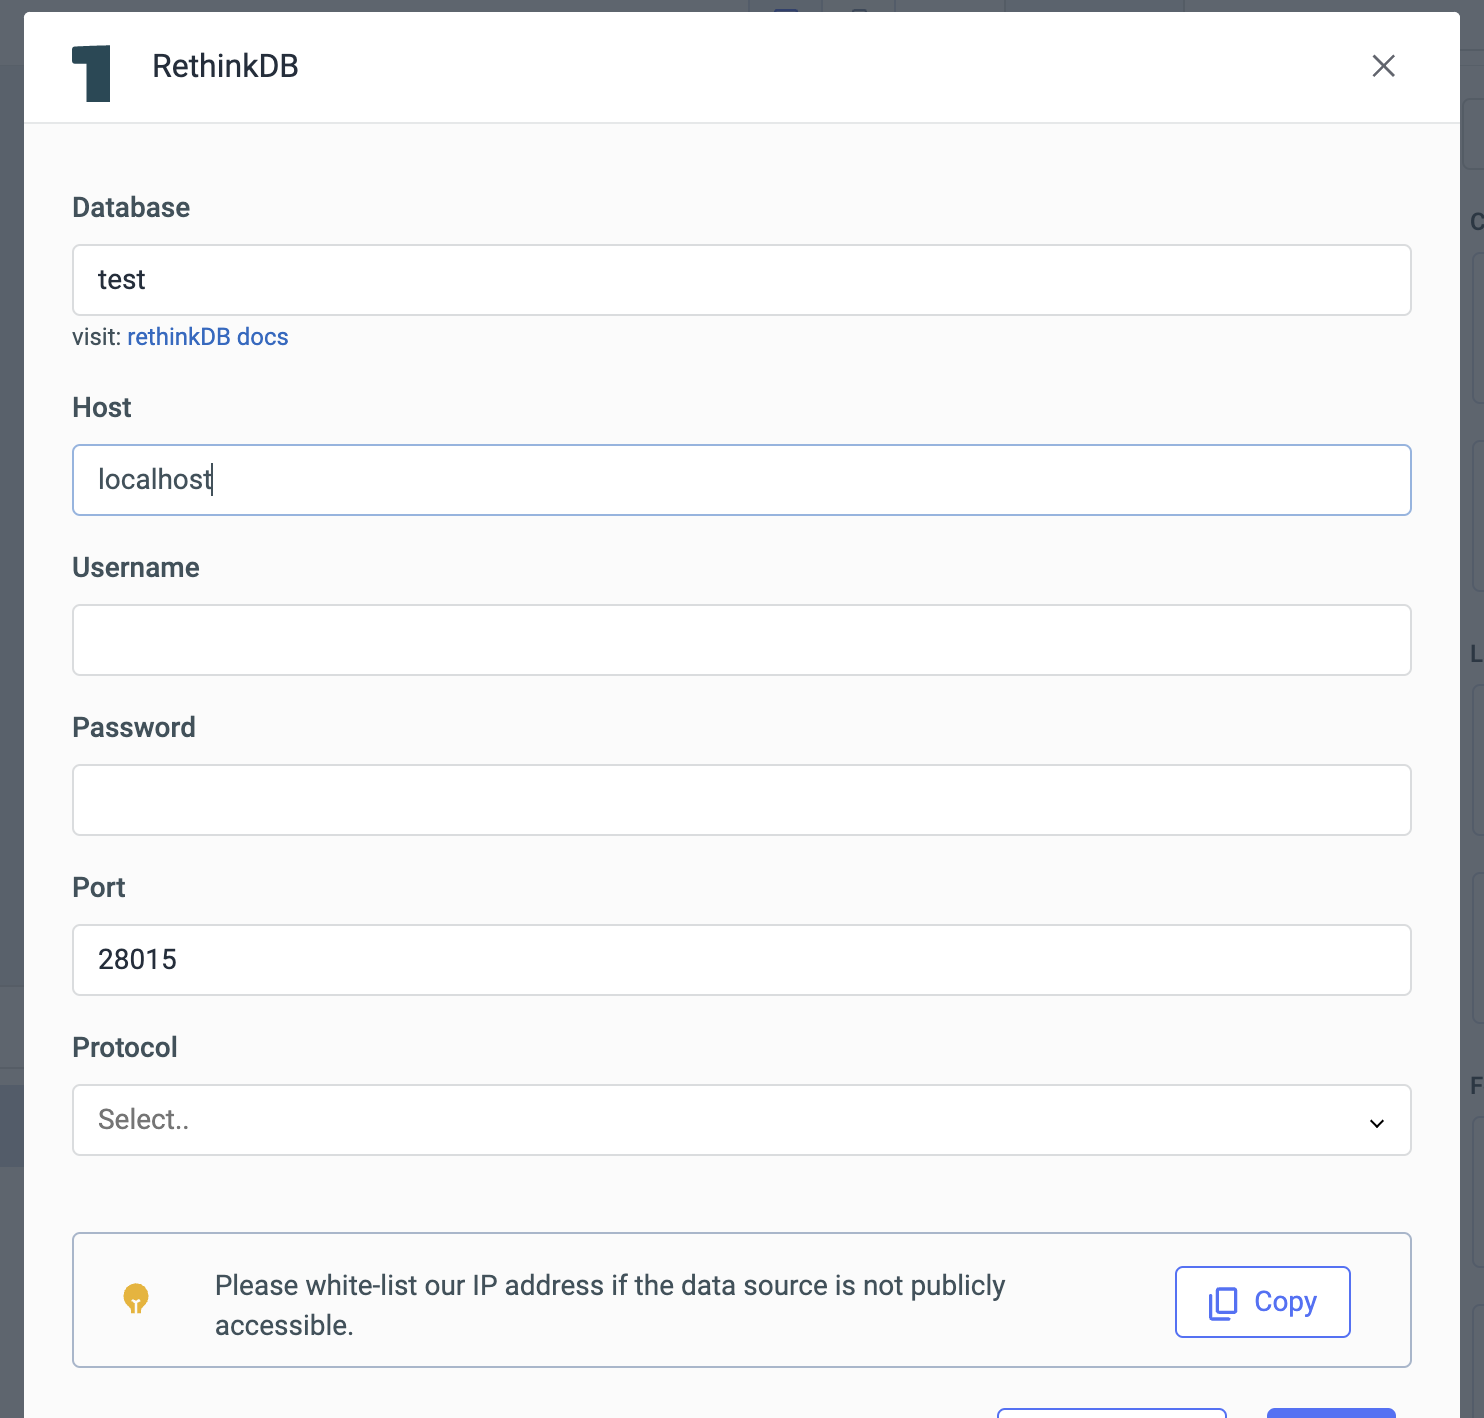 RethinkDB
Database
test
visit: rethinkDB docs
Host
localhost
Username
Password
Port
28015
Protocol
Select..
Please white-list our IP address if the data source is not publicly
accessible.
Copy
C
L
F